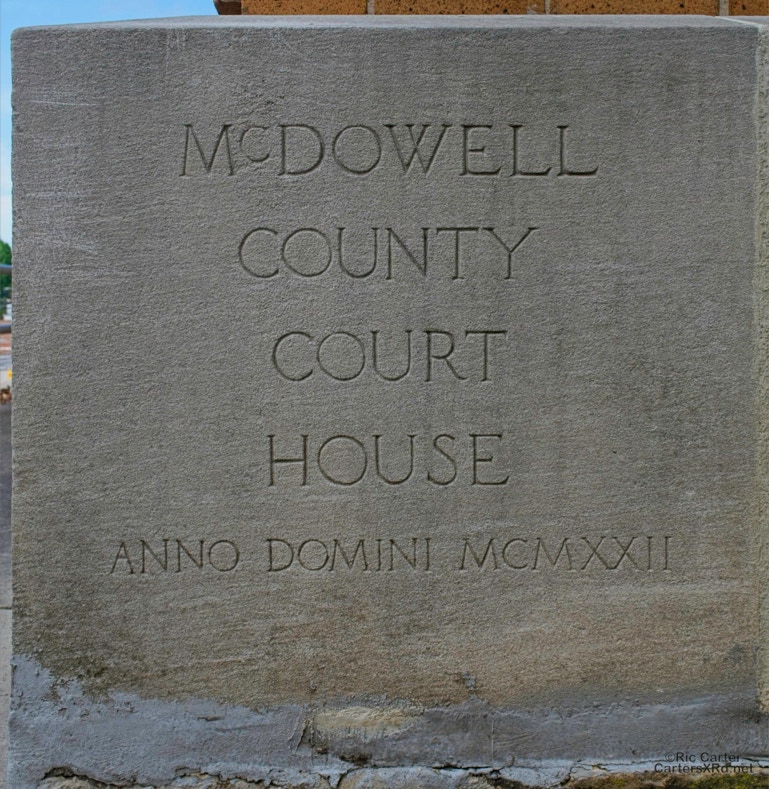 McDOWELL
COUNTY
COURT
HOUSE
ANNO DOMINI MCMXXII
©Ric Carter
CartersXRd.net